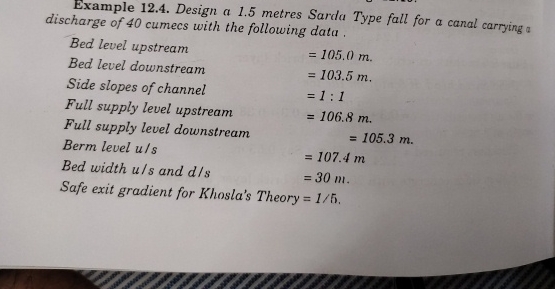 Example 12.4. Design a 1.5 metres Sarda Type fall for a canal carrying a
discharge of 40 cumecs with the following data .
Bed level upstream = 105.0 m.
Bed level downstream = 103.5 m.
Side slopes of channel = 1 : 1
Full supply level upstream = 106.8 m.
Full supply level downstream = 105.3 m.
Berm level u/s = 107.4 m
Bed width u/s and d/s = 30 m.
Safe exit gradient for Khosla's Theory = 1/5.